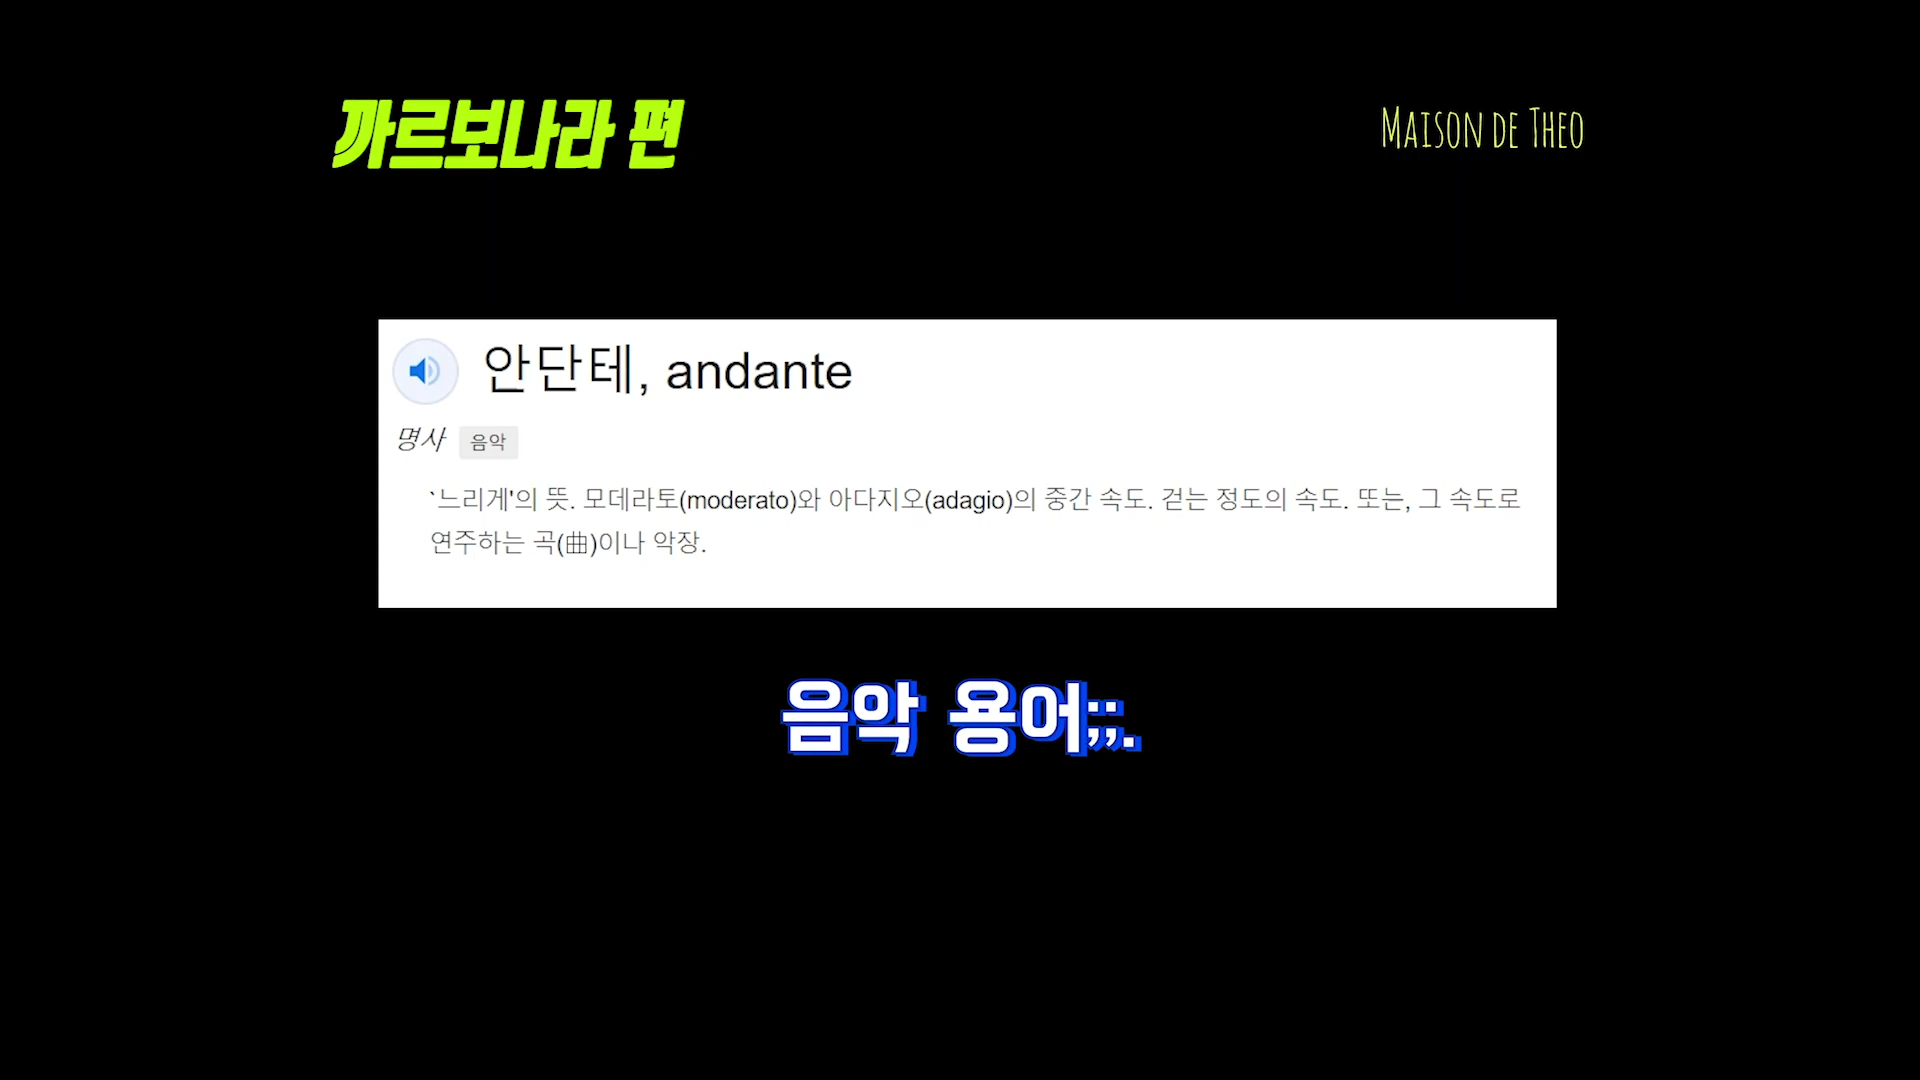 까르보나라 편
MAISON DE THEO
안단테, andante
명사 음악
`느리게'의 뜻. 모데라토(moderato)와 아다지오(adagio)의 중간 속도. 걷는 정도의 속도. 또는, 그 속도로
연주하는 곡(曲)이나 악장.
음악 용어;;.